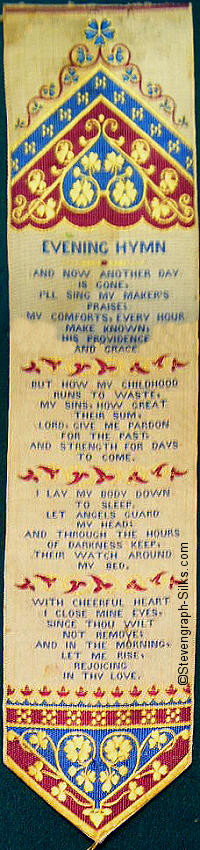 EVENING HYMN
AND NOW ANOTHER DAY
IS GONE,
I'LL SING MY MAKER'S
PRAISE;
MY COMFORTS, EVERY HOUR
MAKE KNOWN;
HIS PROVIDENCE
AND GRACE
BUT HOW MY CHILDHOOD
RUNS TO WASTE,
MY SINS, HOW GREAT
THEIR SUM,
LORD; GIVE ME PARDON
FOR THE PAST,
AND STRENGTH FOR DAYS
TO COME.
I LAY MY BODY DOWN
TO SLEEP,
LET ANGELS GUARD
MY HEAD;
AND THROUGH THE HOURS
OF DARKNESS KEEP,
THEIR WATCH AROUND
MY BED.
WITH CHEERFUL HEART
I CLOSE MINE EYES,
SINCE THOU WILT
NOT REMOVE;
AND IN THE MORNING,
LET ME RISE,
REJOICING
IN THY LOVE.
©Stevengraph-Silks.com